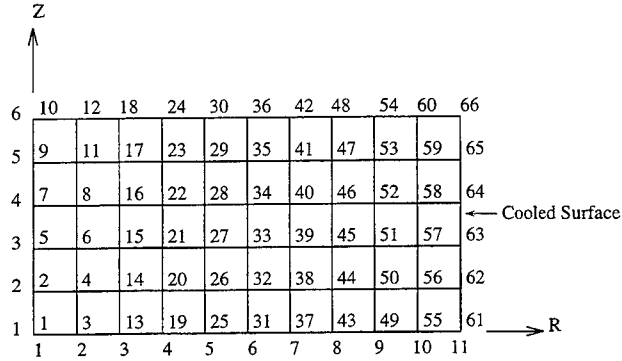 Z
6 10 12 18 24 30 36 42 48 54 60 66
5 9 11 17 23 29 35 41 47 53 59 65
4 7 8 16 22 28 34 40 46 52 58 64
Cooled Surface
3 5 6 15 21 27 33 39 45 51 57 63
2 2 4 14 20 26 32 38 44 50 56 62
1 1 3 13 19 25 31 37 43 49 55 61 R
1 2 3 4 5 6 7 8 9 10 11